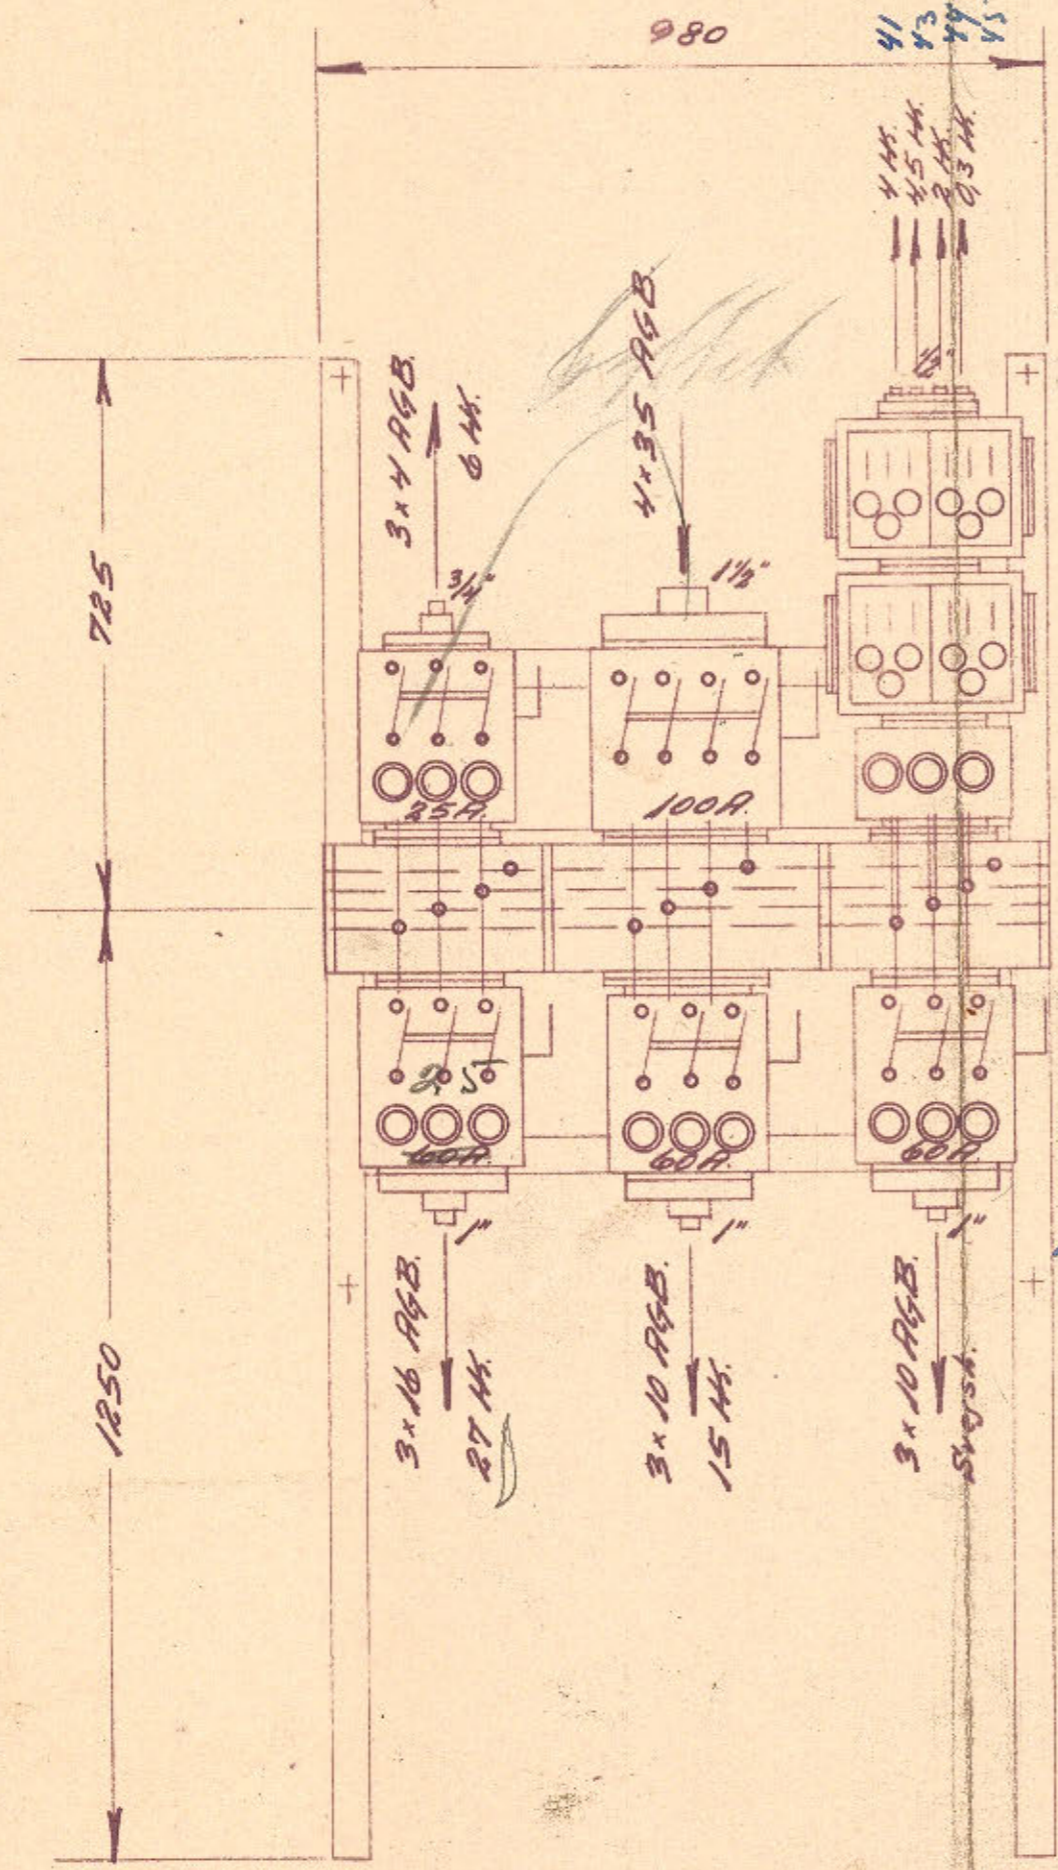 980
41
43
44
45
4 HK.
4,5 HK.
2 HK.
0,3 HK.
3×4 AGB.
6 HK.
4×35 AGB.
3/4"
1½"
725
25A.
100A.
25
60A.
60A.
60A
1"
1"
1"
1250
3×16 AGB.
27 HK.
3×10 AGB.
15 HK.
3×10 AGB.
Svejsk.